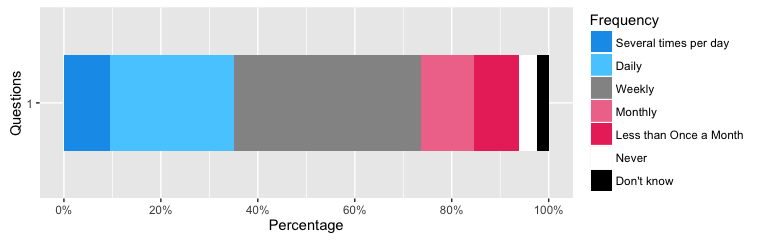 Frequency
Several times per day
Daily
Weekly
Monthly
Less than Once a Month
Never
Don't know
Questions
1
0%
20%
40%
60%
80%
100%
Percentage